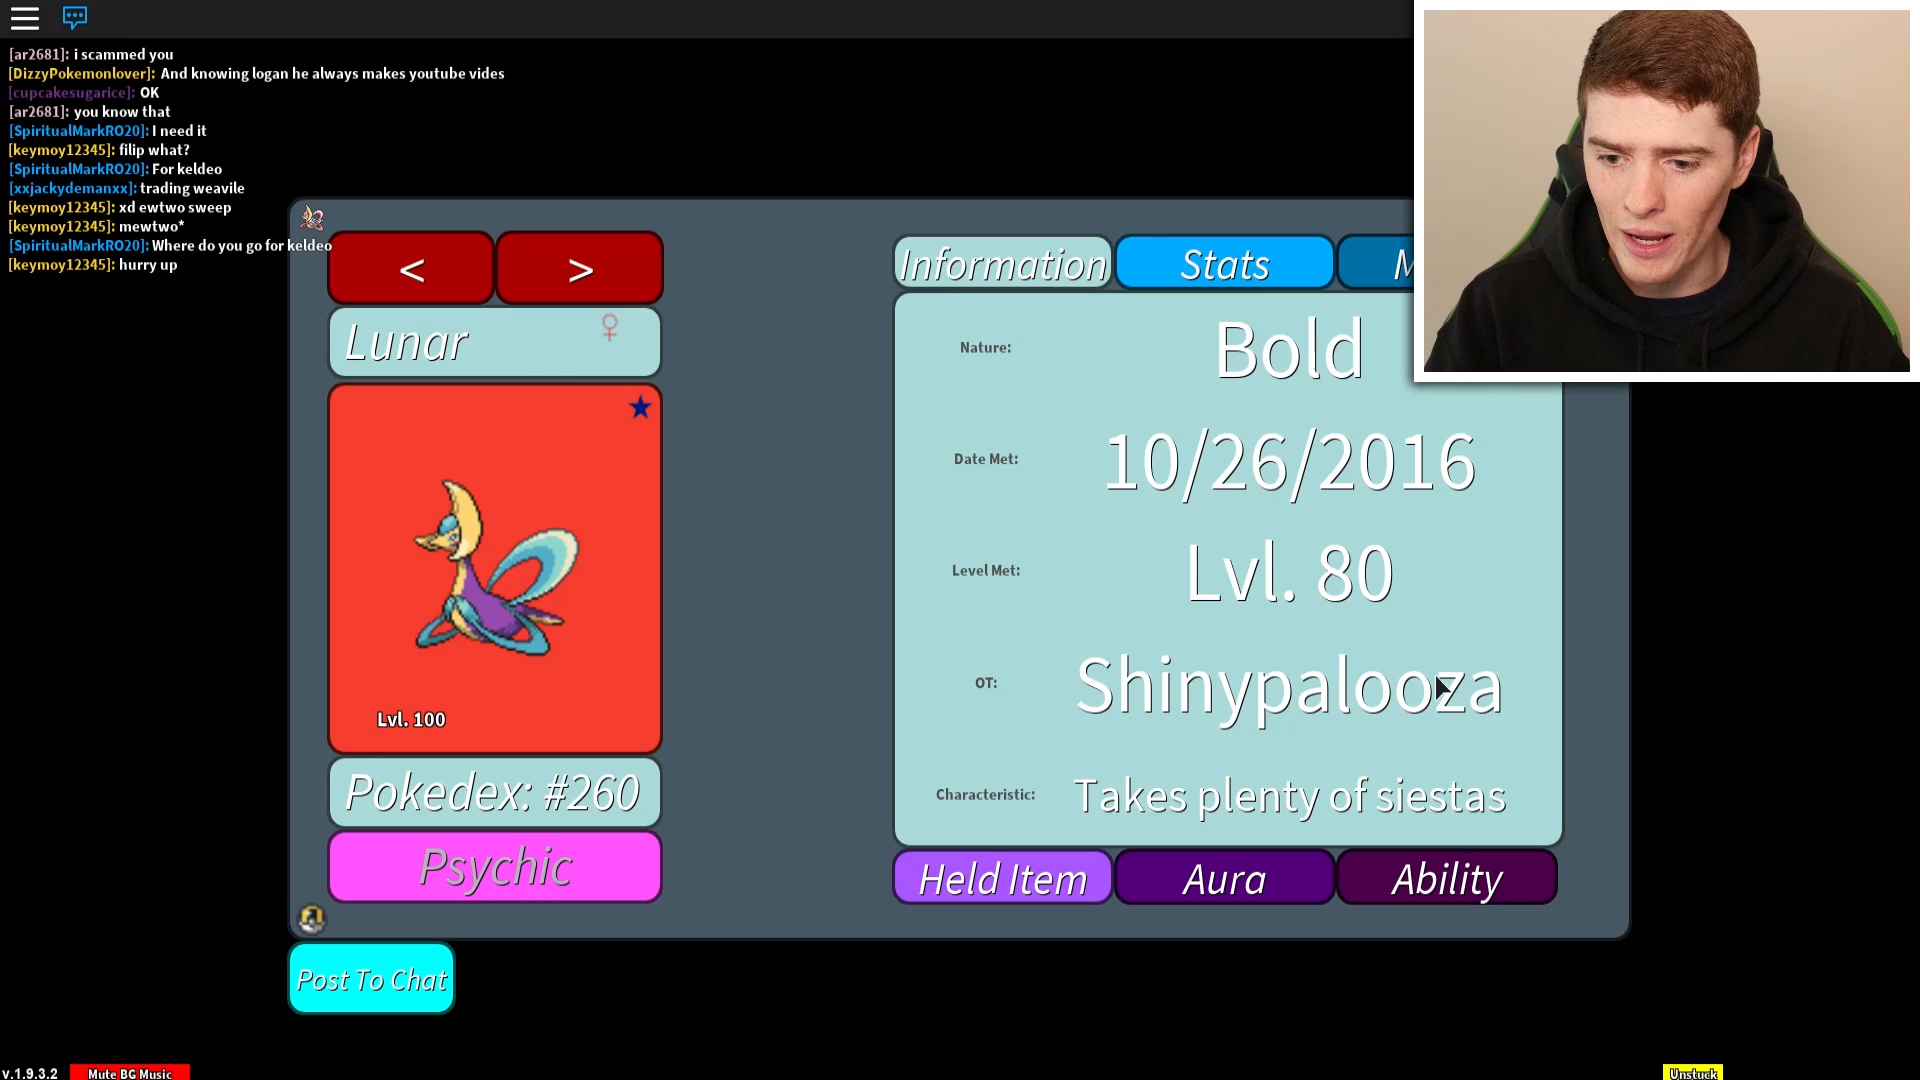 [ar2681]: i scammed you
[DizzyPokemonlover]: And knowing logan he always makes youtube vides
[cupcakesugarice]: OK
[ar2681]: you know that
[SpiritualMarkRO20]: I need it
[keymoy12345]: filip what?
[SpiritualMarkRO20]: For keldeo
[xxjackydemanxx]: trading weavile
[keymoy12345]: xd ewtwo sweep
[keymoy12345]: mewtwo*
[SpiritualMarkRO20]: Where do you go for keldeo
[keymoy12345]: hurry up
< >
Lunar ♀
Lvl. 100
Pokedex: #260
Psychic
Post To Chat
Information Stats M
Nature: Bold
Date Met: 10/26/2016
Level Met: Lvl. 80
OT: Shinypalooza
Characteristic: Takes plenty of siestas
Held Item Aura Ability
v.1.9.3.2 Mute BG Music Unstuck